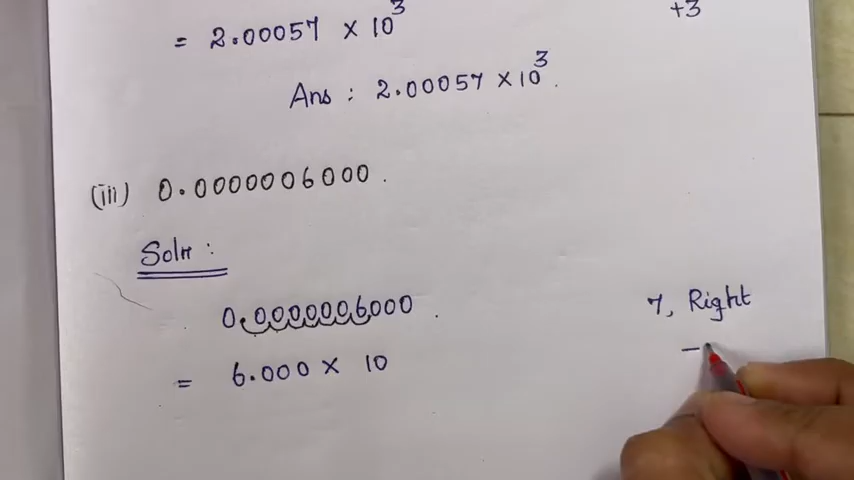 = 2.00057 × 10³ +3
Ans : 2.00057 × 10³.
(iii) 0.0000006000.
Soln :
0.0000006000. 7, Right
= 6.000 × 10 −